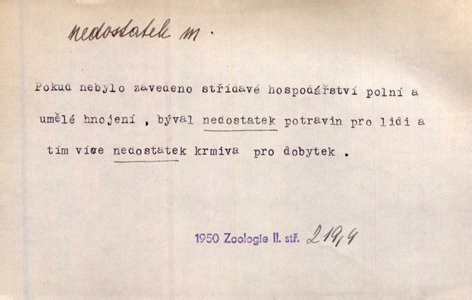 nedostatek m.
Pokud nebylo zavedeno střídavé hospodářství polní a
umělé hnojení , býval nedostatek potravin pro lidi a
tím více nedostatek krmiva pro dobytek .
1950 Zoologie II. str. 219,4